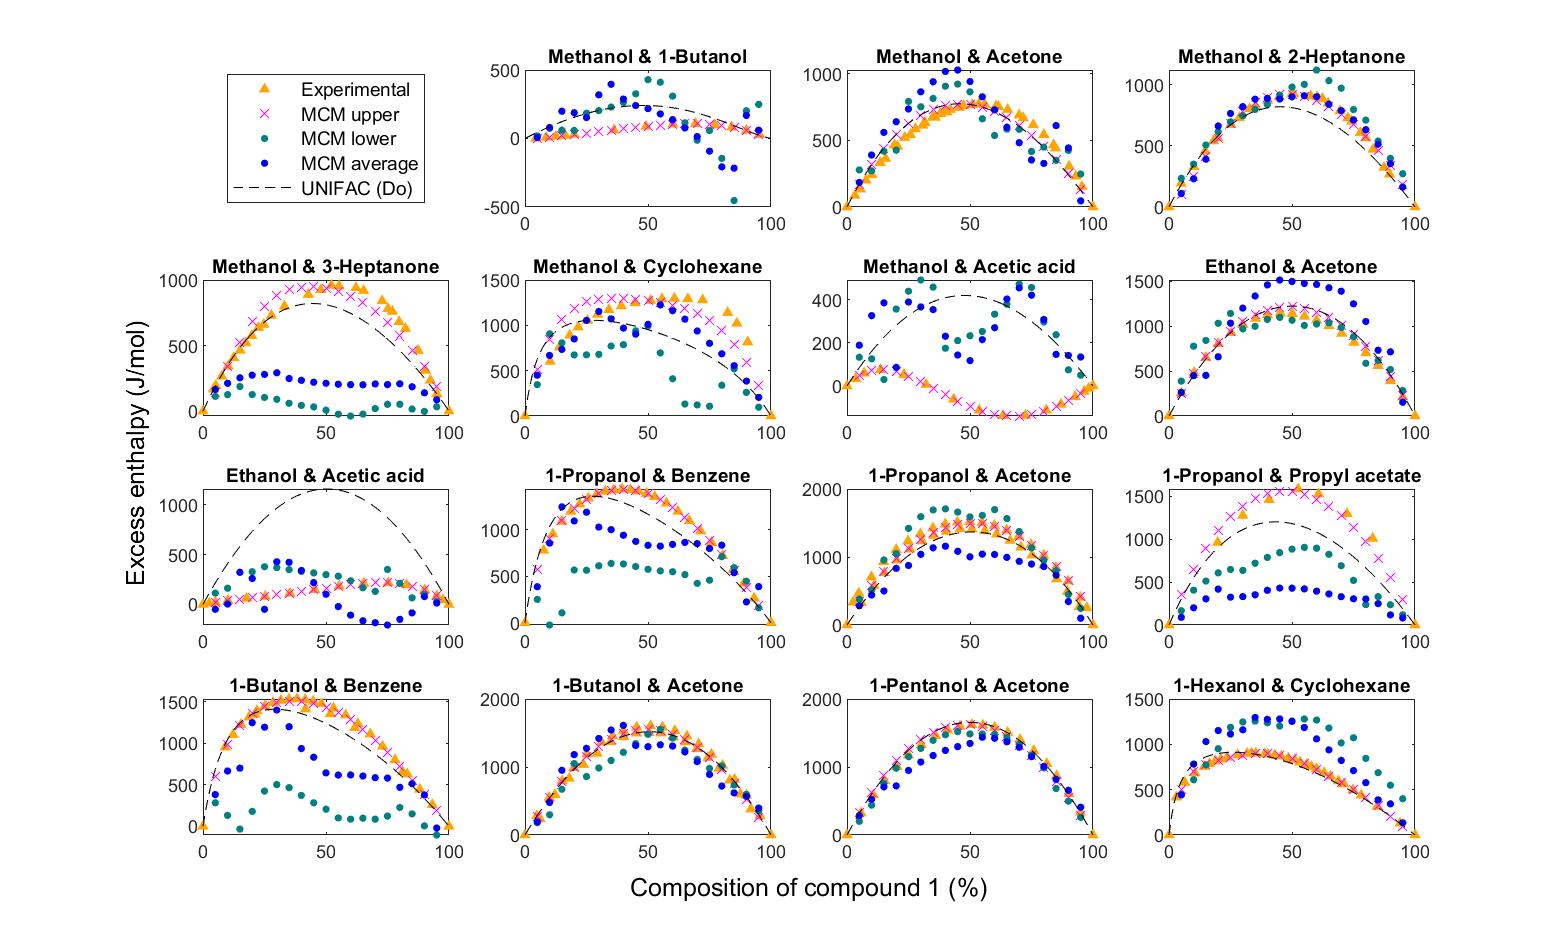 Experimental
MCM upper
MCM lower
MCM average
UNIFAC (Do)
Methanol & 1-Butanol
500
0
-500
0 50 100
Methanol & Acetone
1000
500
0
0 50 100
Methanol & 2-Heptanone
1000
500
0
0 50 100
Methanol & 3-Heptanone
1000
500
0
0 50 100
Methanol & Cyclohexane
1500
1000
500
0
0 50 100
Methanol & Acetic acid
400
200
0
0 50 100
Ethanol & Acetone
1500
1000
500
0
0 50 100
Ethanol & Acetic acid
1000
500
0
0 50 100
1-Propanol & Benzene
1000
500
0
0 50 100
1-Propanol & Acetone
2000
1000
0
0 50 100
1-Propanol & Propyl acetate
1500
1000
500
0
0 50 100
1-Butanol & Benzene
1500
1000
500
0
0 50 100
1-Butanol & Acetone
2000
1000
0
0 50 100
1-Pentanol & Acetone
2000
1000
0
0 50 100
1-Hexanol & Cyclohexane
1500
1000
500
0
0 50 100
Excess enthalpy (J/mol)
Composition of compound 1 (%)